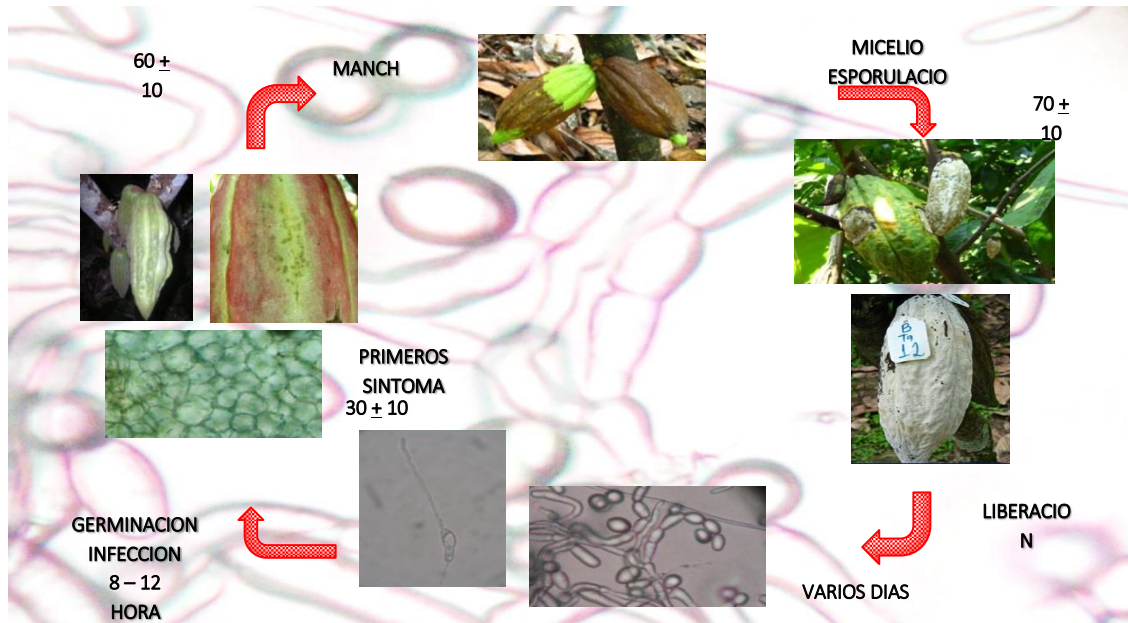 60 ±
10
MANCH
MICELIO
ESPORULACIO
70 ±
10
B
Ta
12
PRIMEROS
SINTOMA
30 ± 10
GERMINACION
INFECCION
8 – 12
HORA
LIBERACIO
N
VARIOS DIAS